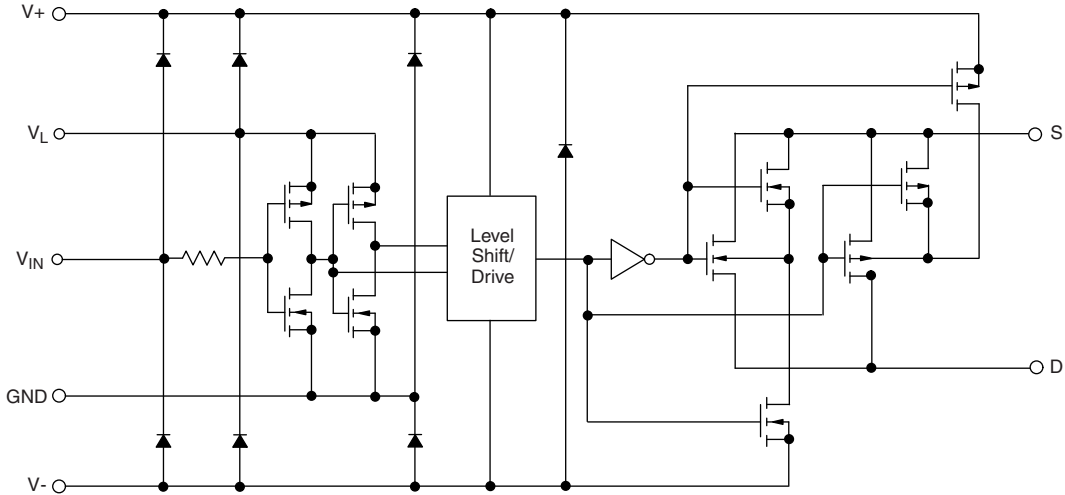 V+
VL
S
Level
Shift/
Drive
VIN
D
GND
V-